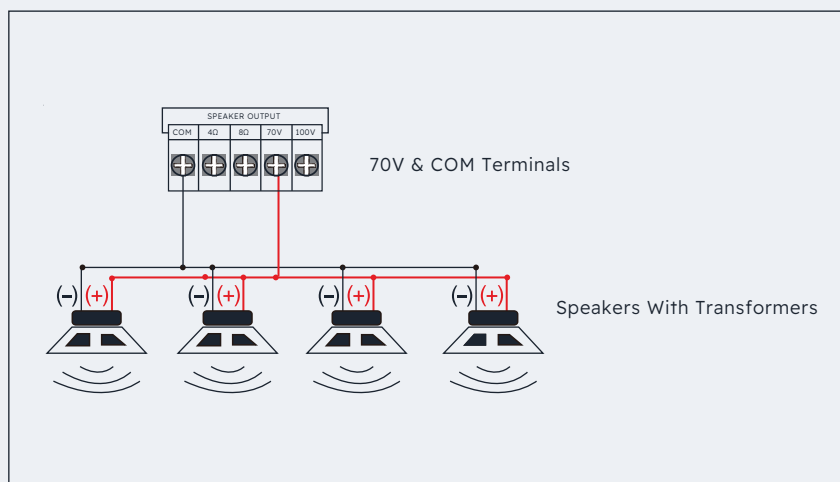 SPEAKER OUTPUT
COM 4Ω 8Ω 70V 100V
70V & COM Terminals
(-) (+) (-) (+) (-) (+) (-) (+)
Speakers With Transformers